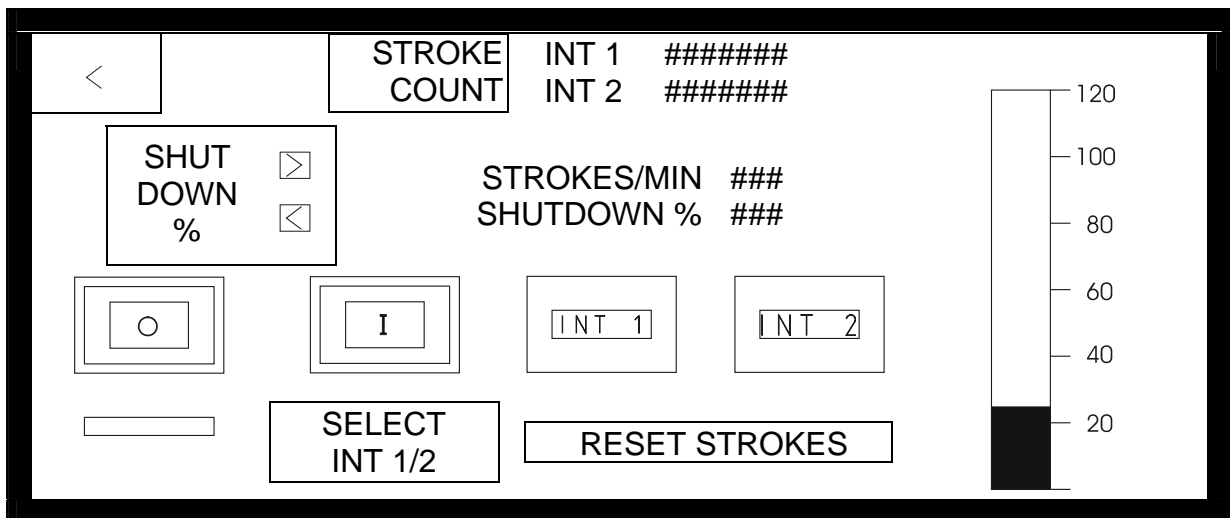 <
STROKE
COUNT
INT 1 #######
INT 2 #######
SHUT
DOWN
%
>
<
STROKES/MIN ###
SHUTDOWN % ###
O
I
INT 1
INT 2
SELECT
INT 1/2
RESET STROKES
120
100
80
60
40
20